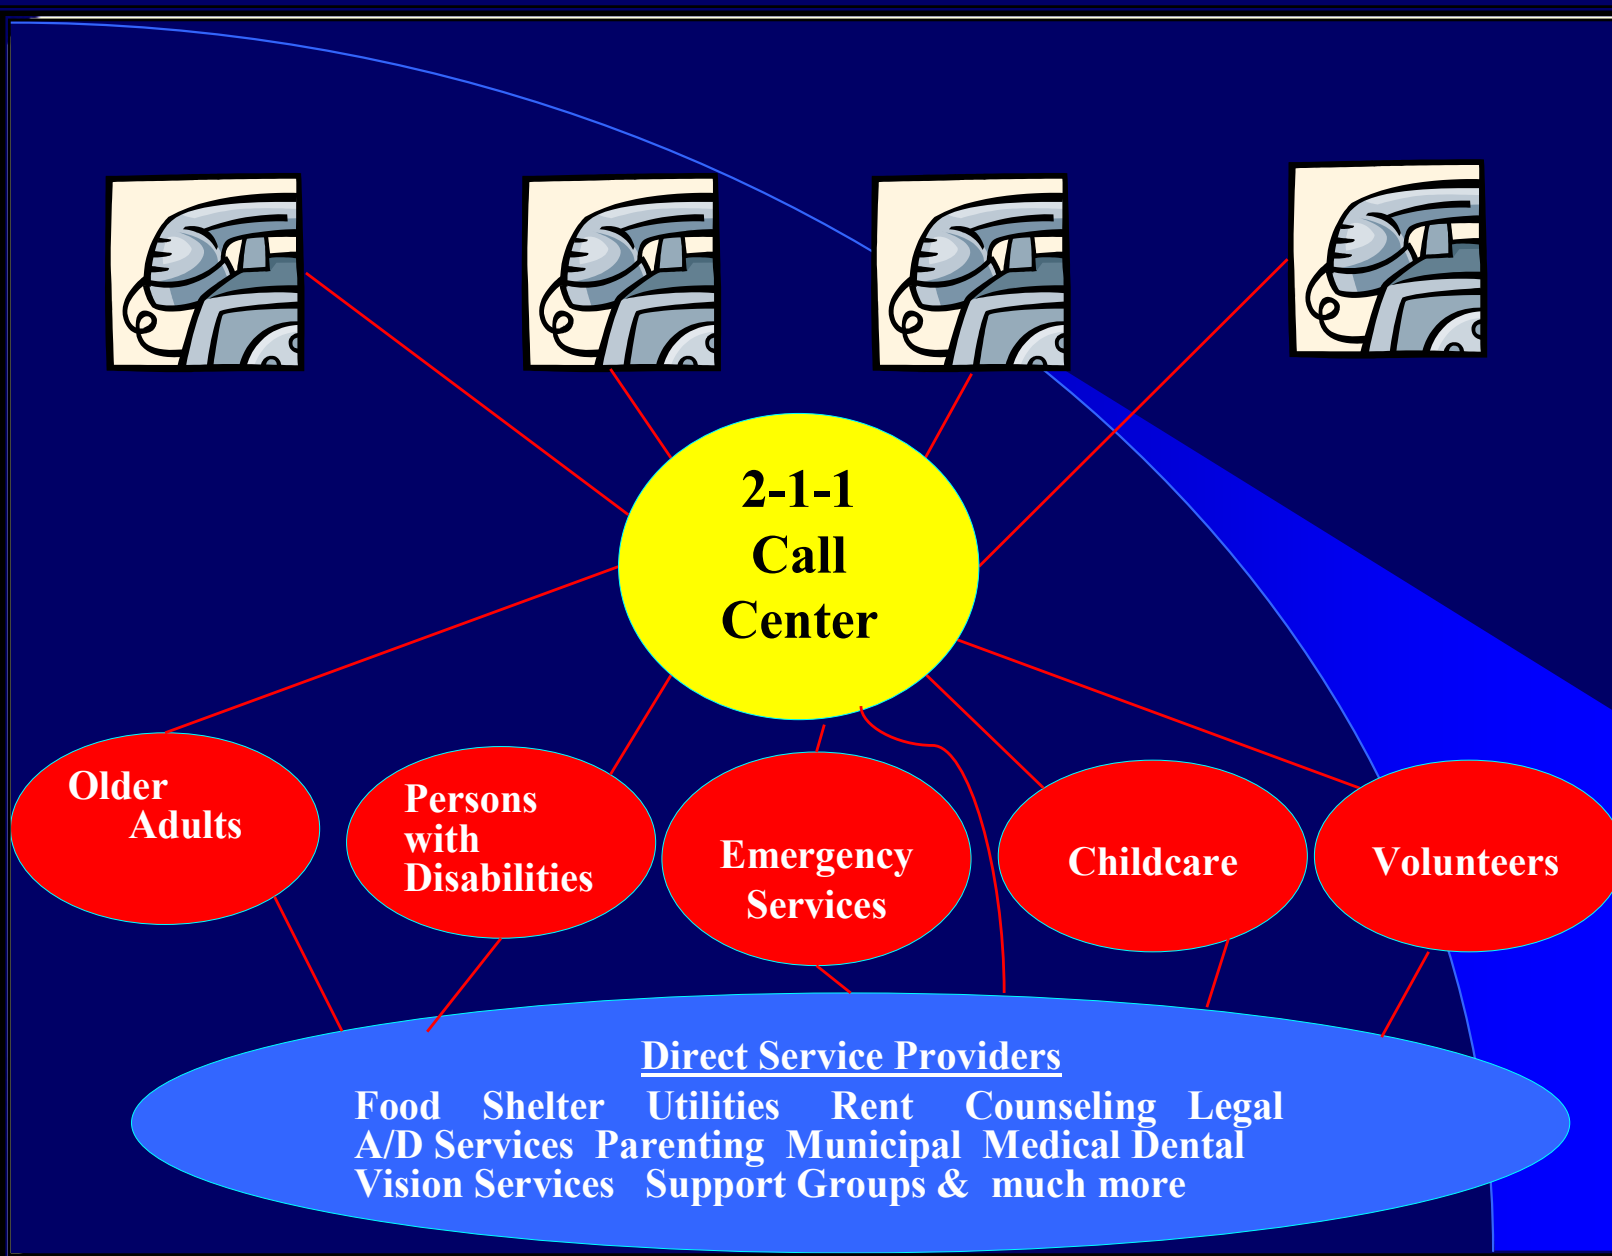 2-1-1
Call
Center
Older
Adults
Persons
with
Disabilities
Emergency
Services
Childcare
Volunteers
Direct Service Providers
Food Shelter Utilities Rent Counseling Legal
A/D Services Parenting Municipal Medical Dental
Vision Services Support Groups & much more